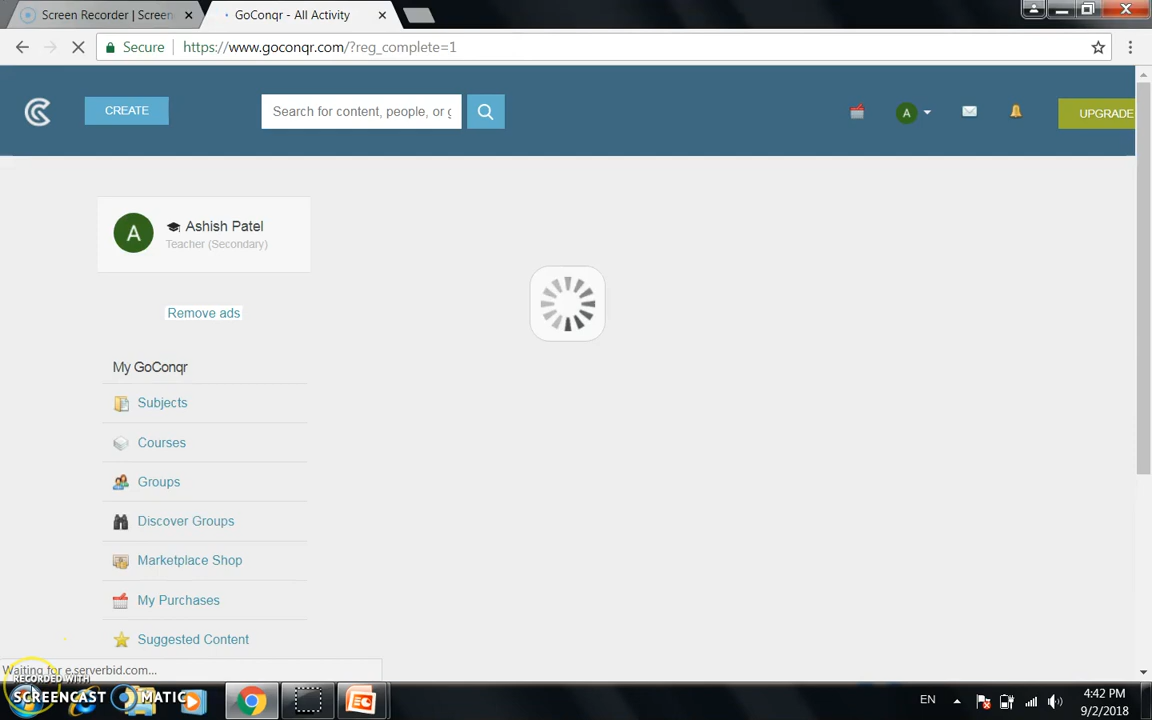 Screen Recorder | Screen
GoConqr - All Activity
Secure
https://www.goconqr.com/?reg_complete=1
CREATE
Search for content, people, or g
A
UPGRADE
A
Ashish Patel
Teacher (Secondary)
Remove ads
My GoConqr
Subjects
Courses
Groups
Discover Groups
Marketplace Shop
My Purchases
Suggested Content
Waiting for e.serverbid.com...
RECORDED WITH
SCREENCAST MATIC
EN
4:42 PM
9/2/2018